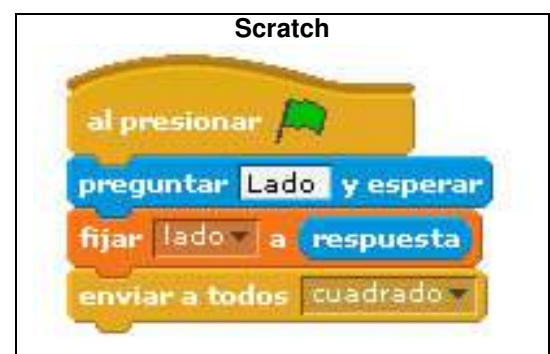 Scratch
al presionar
preguntar Lado y esperar
fijar lado a respuesta
enviar a todos cuadrado